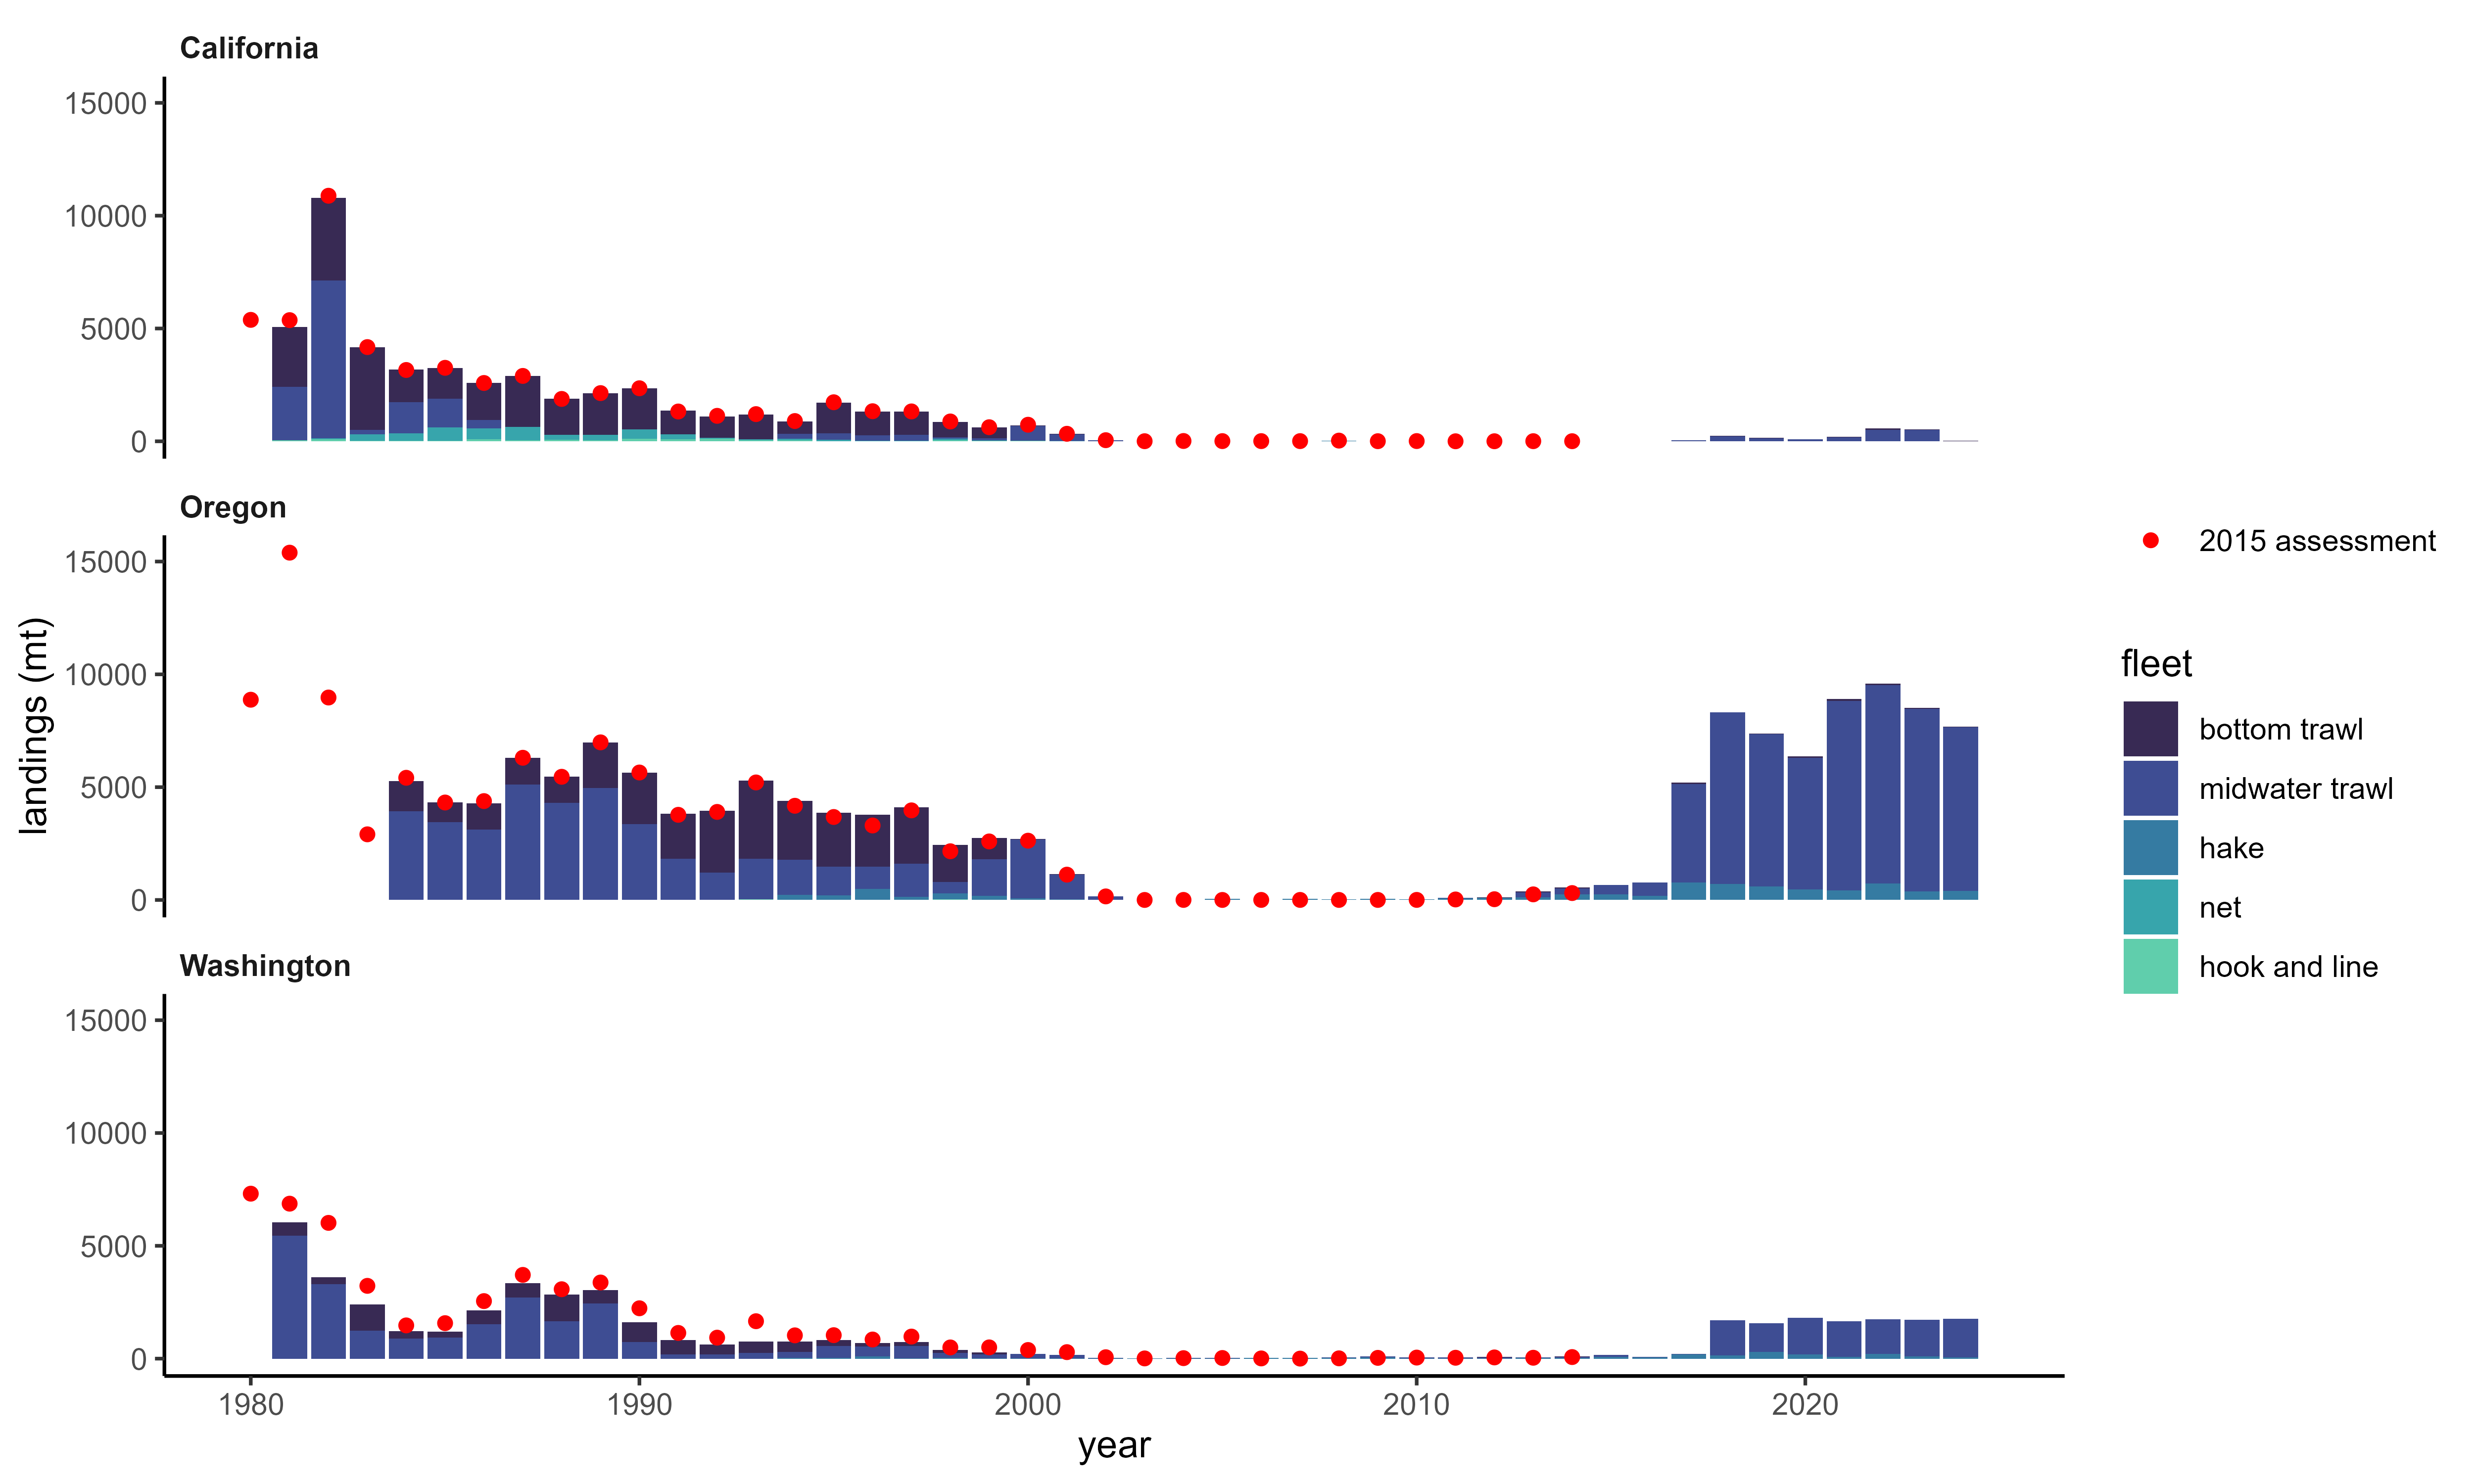 California
15000
10000
5000
0
Oregon
15000
10000
5000
0
Washington
15000
10000
5000
0
1980 1990 2000 2010 2020
year
landings (mt)
2015 assessment
fleet
bottom trawl
midwater trawl
hake
net
hook and line